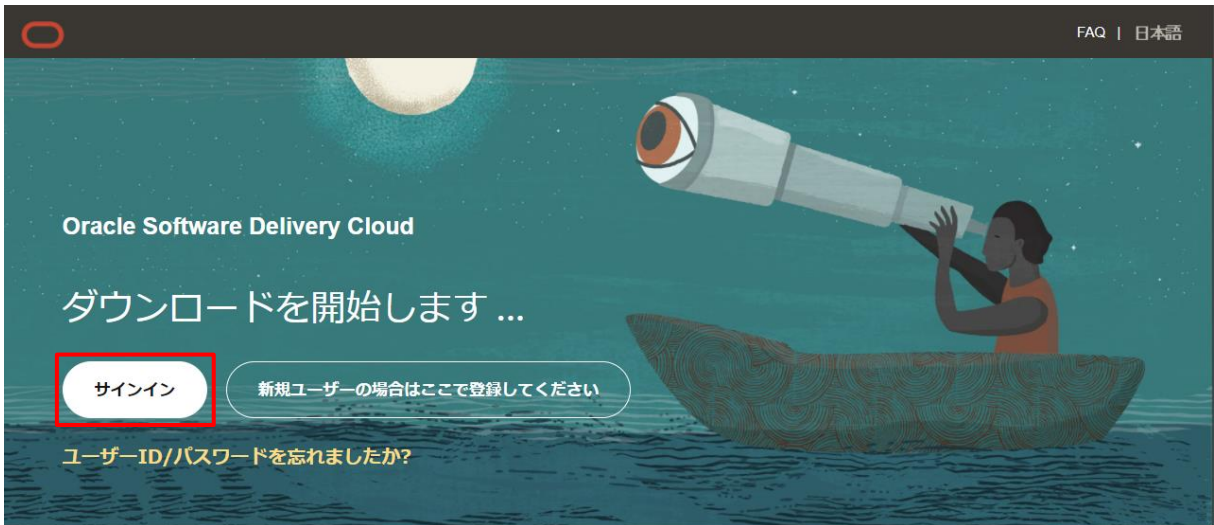 FAQ | 日本語
Oracle Software Delivery Cloud
ダウンロードを開始します ...
サインイン
新規ユーザーの場合はここで登録してください
ユーザーID/パスワードを忘れましたか?